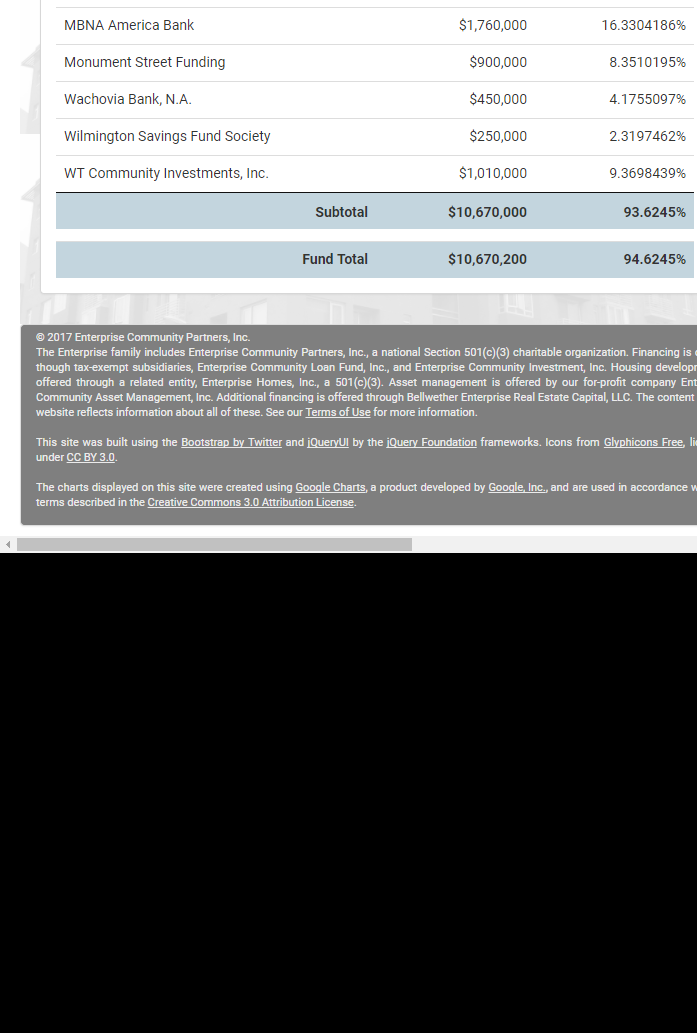 MBNA America Bank $1,760,000 16.3304186%
Monument Street Funding $900,000 8.3510195%
Wachovia Bank, N.A. $450,000 4.1755097%
Wilmington Savings Fund Society $250,000 2.3197462%
WT Community Investments, Inc. $1,010,000 9.3698439%
Subtotal $10,670,000 93.6245%
Fund Total $10,670,200 94.6245%
© 2017 Enterprise Community Partners, Inc.
The Enterprise family includes Enterprise Community Partners, Inc., a national Section 501(c)(3) charitable organization. Financing is
though tax-exempt subsidiaries, Enterprise Community Loan Fund, Inc., and Enterprise Community Investment, Inc. Housing
offered through a related entity, Enterprise Homes, Inc., a 501(c)(3). Asset management is offered by our for-profit company
Community Asset Management, Inc. Additional financing is offered through Bellwether Enterprise Real Estate Capital, LLC. The content
website reflects information about all of these. See our Terms of Use for more information.
This site was built using the Bootstrap by Twitter and jQueryUI by the jQuery Foundation frameworks. Icons from Glyphicons Free,
under CC BY 3.0.
The charts displayed on this site were created using Google Charts, a product developed by Google, Inc., and are used in accordance
terms described in the Creative Commons 3.0 Attribution License.